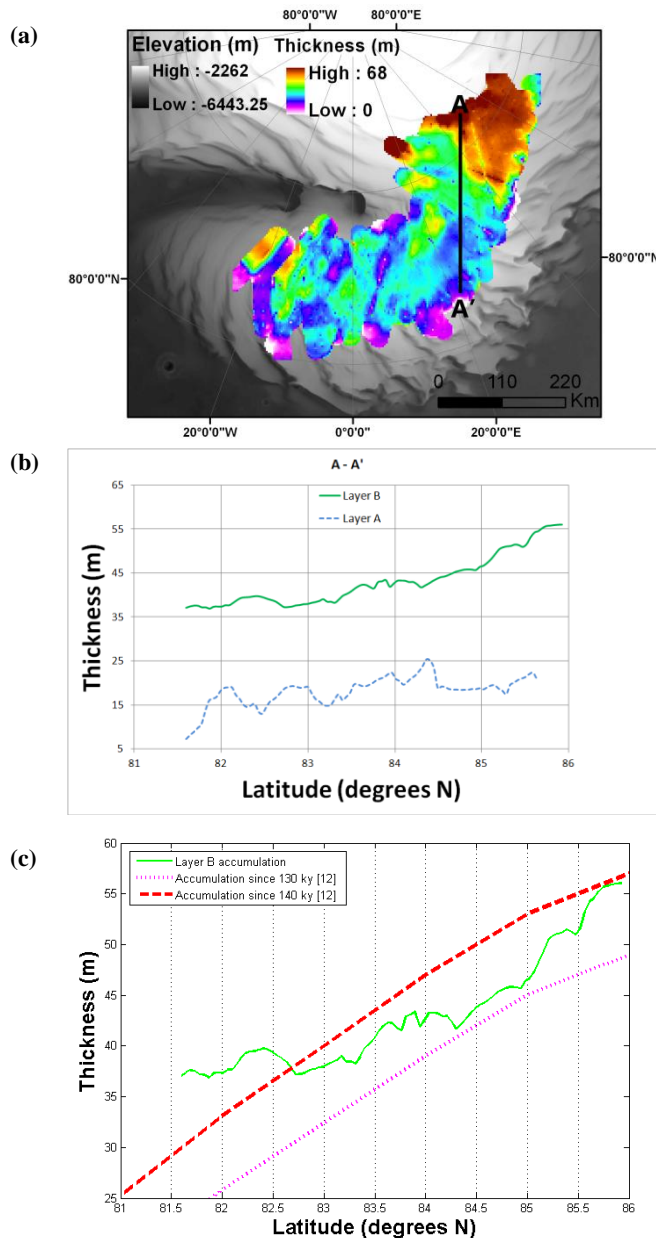 (a)
80°0'0"W 80°0'0"E
Elevation (m) Thickness (m)
High : -2262 High : 68
Low : -6443.25 Low : 0
A
80°0'0"N 80°0'0"N
A'
0 110 220
Km
20°0'0"W 0°0'0"E 20°0'0"E
(b)
A - A'
Layer B
Layer A
Thickness (m)
65
55
45
35
25
15
5
81 82 83 84 85 86
Latitude (degrees N)
(c)
Layer B accumulation
Accumulation since 130 ky [12]
Accumulation since 140 ky [12]
Thickness (m)
60
55
50
45
40
35
30
25
81 81.5 82 82.5 83 83.5 84 84.5 85 85.5 86
Latitude (degrees N)